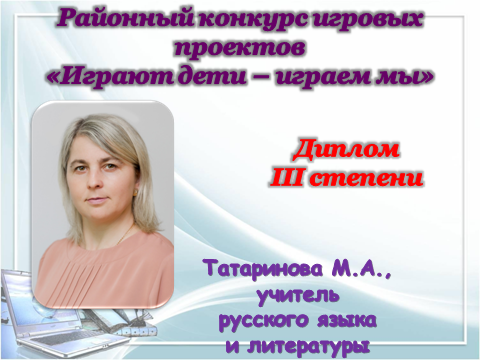 Районный конкурс игровых
проектов
«Играют дети – играем мы»
Диплом
III степени
Татаринова М.А.,
учитель
русского языка
и литературы